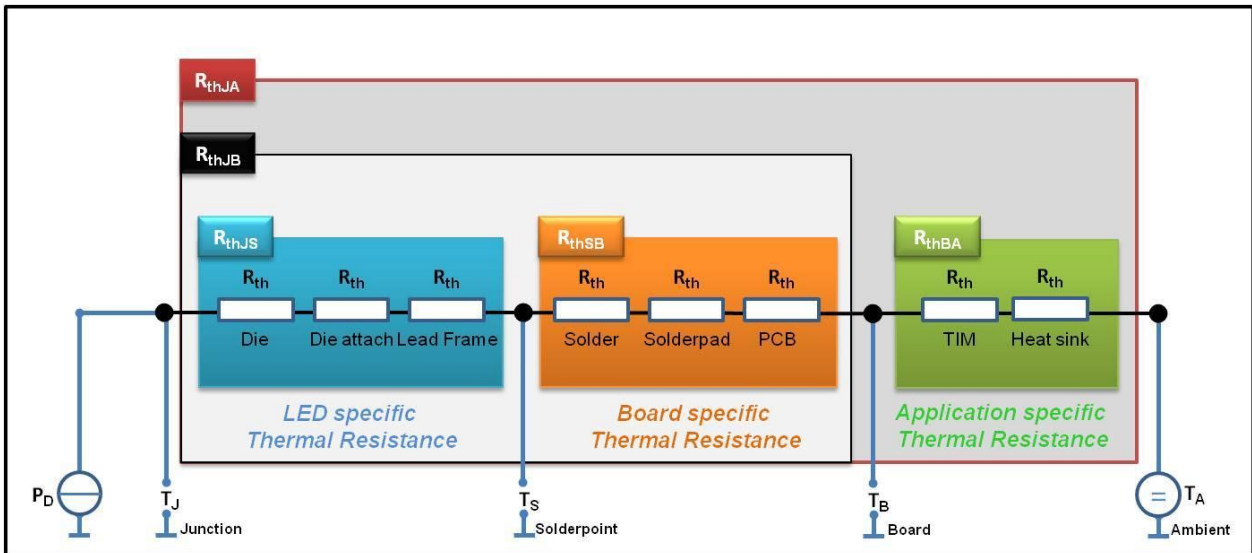 RthJA
RthJB
RthJS
RthSB
RthBA
Rth Rth Rth Rth Rth Rth Rth Rth
Die Die attach Lead Frame Solder Solderpad PCB TIM Heat sink
LED specific
Thermal Resistance
Board specific
Thermal Resistance
Application specific
Thermal Resistance
PD
TJ
Junction
TS
Solderpoint
TB
Board
=
TA
Ambient